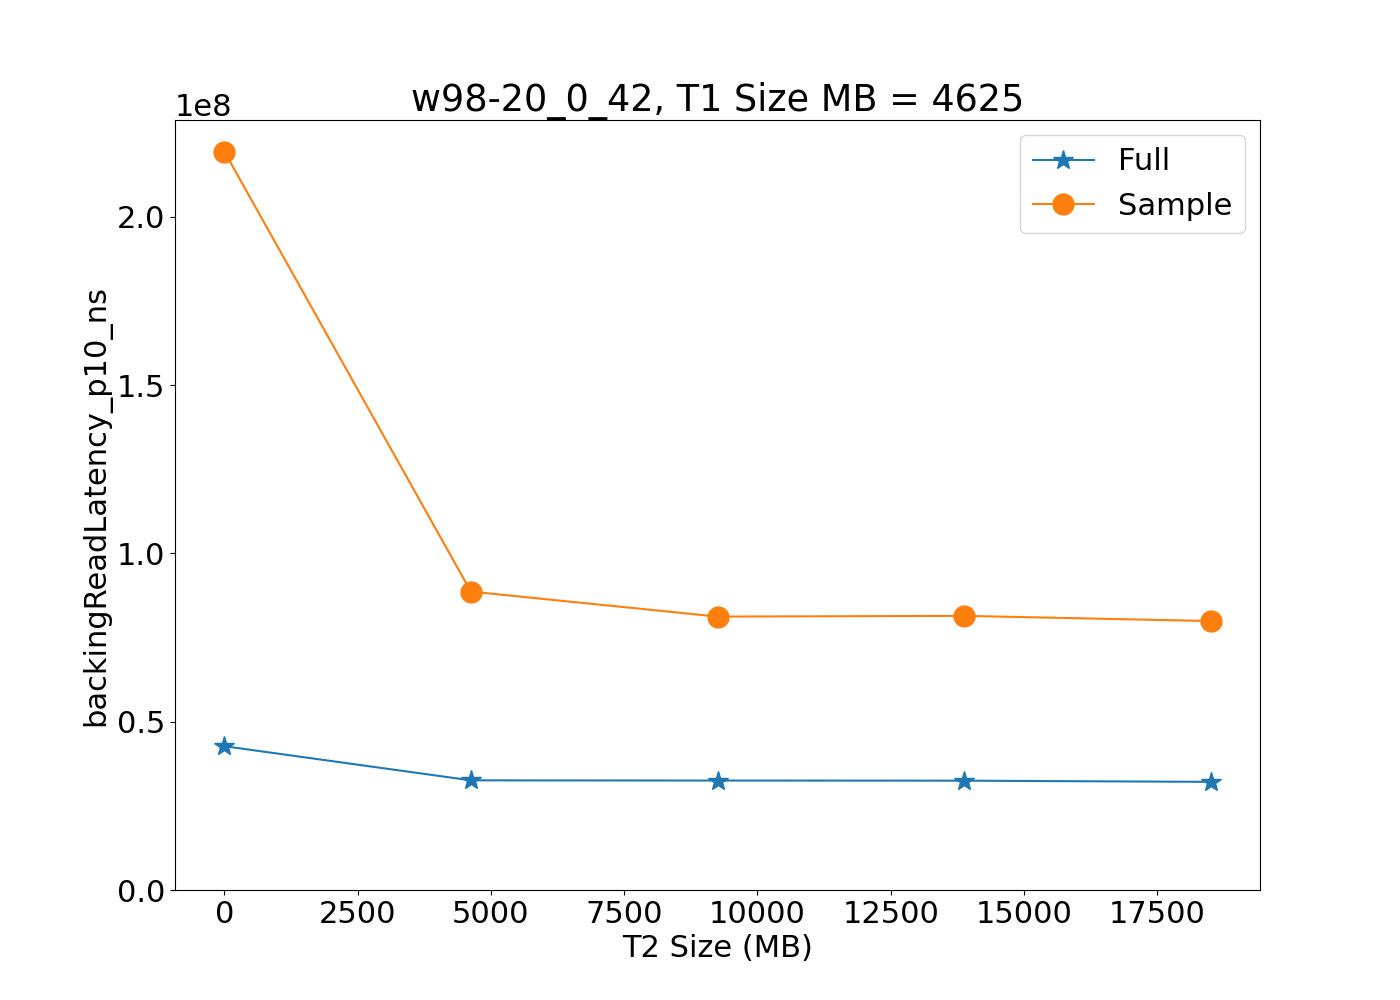 w98-20_0_42, T1 Size MB = 4625
1e8
Full
Sample
2.0
1.5
1.0
0.5
0.0
backingReadLatency_p10_ns
0 2500 5000 7500 10000 12500 15000 17500
T2 Size (MB)